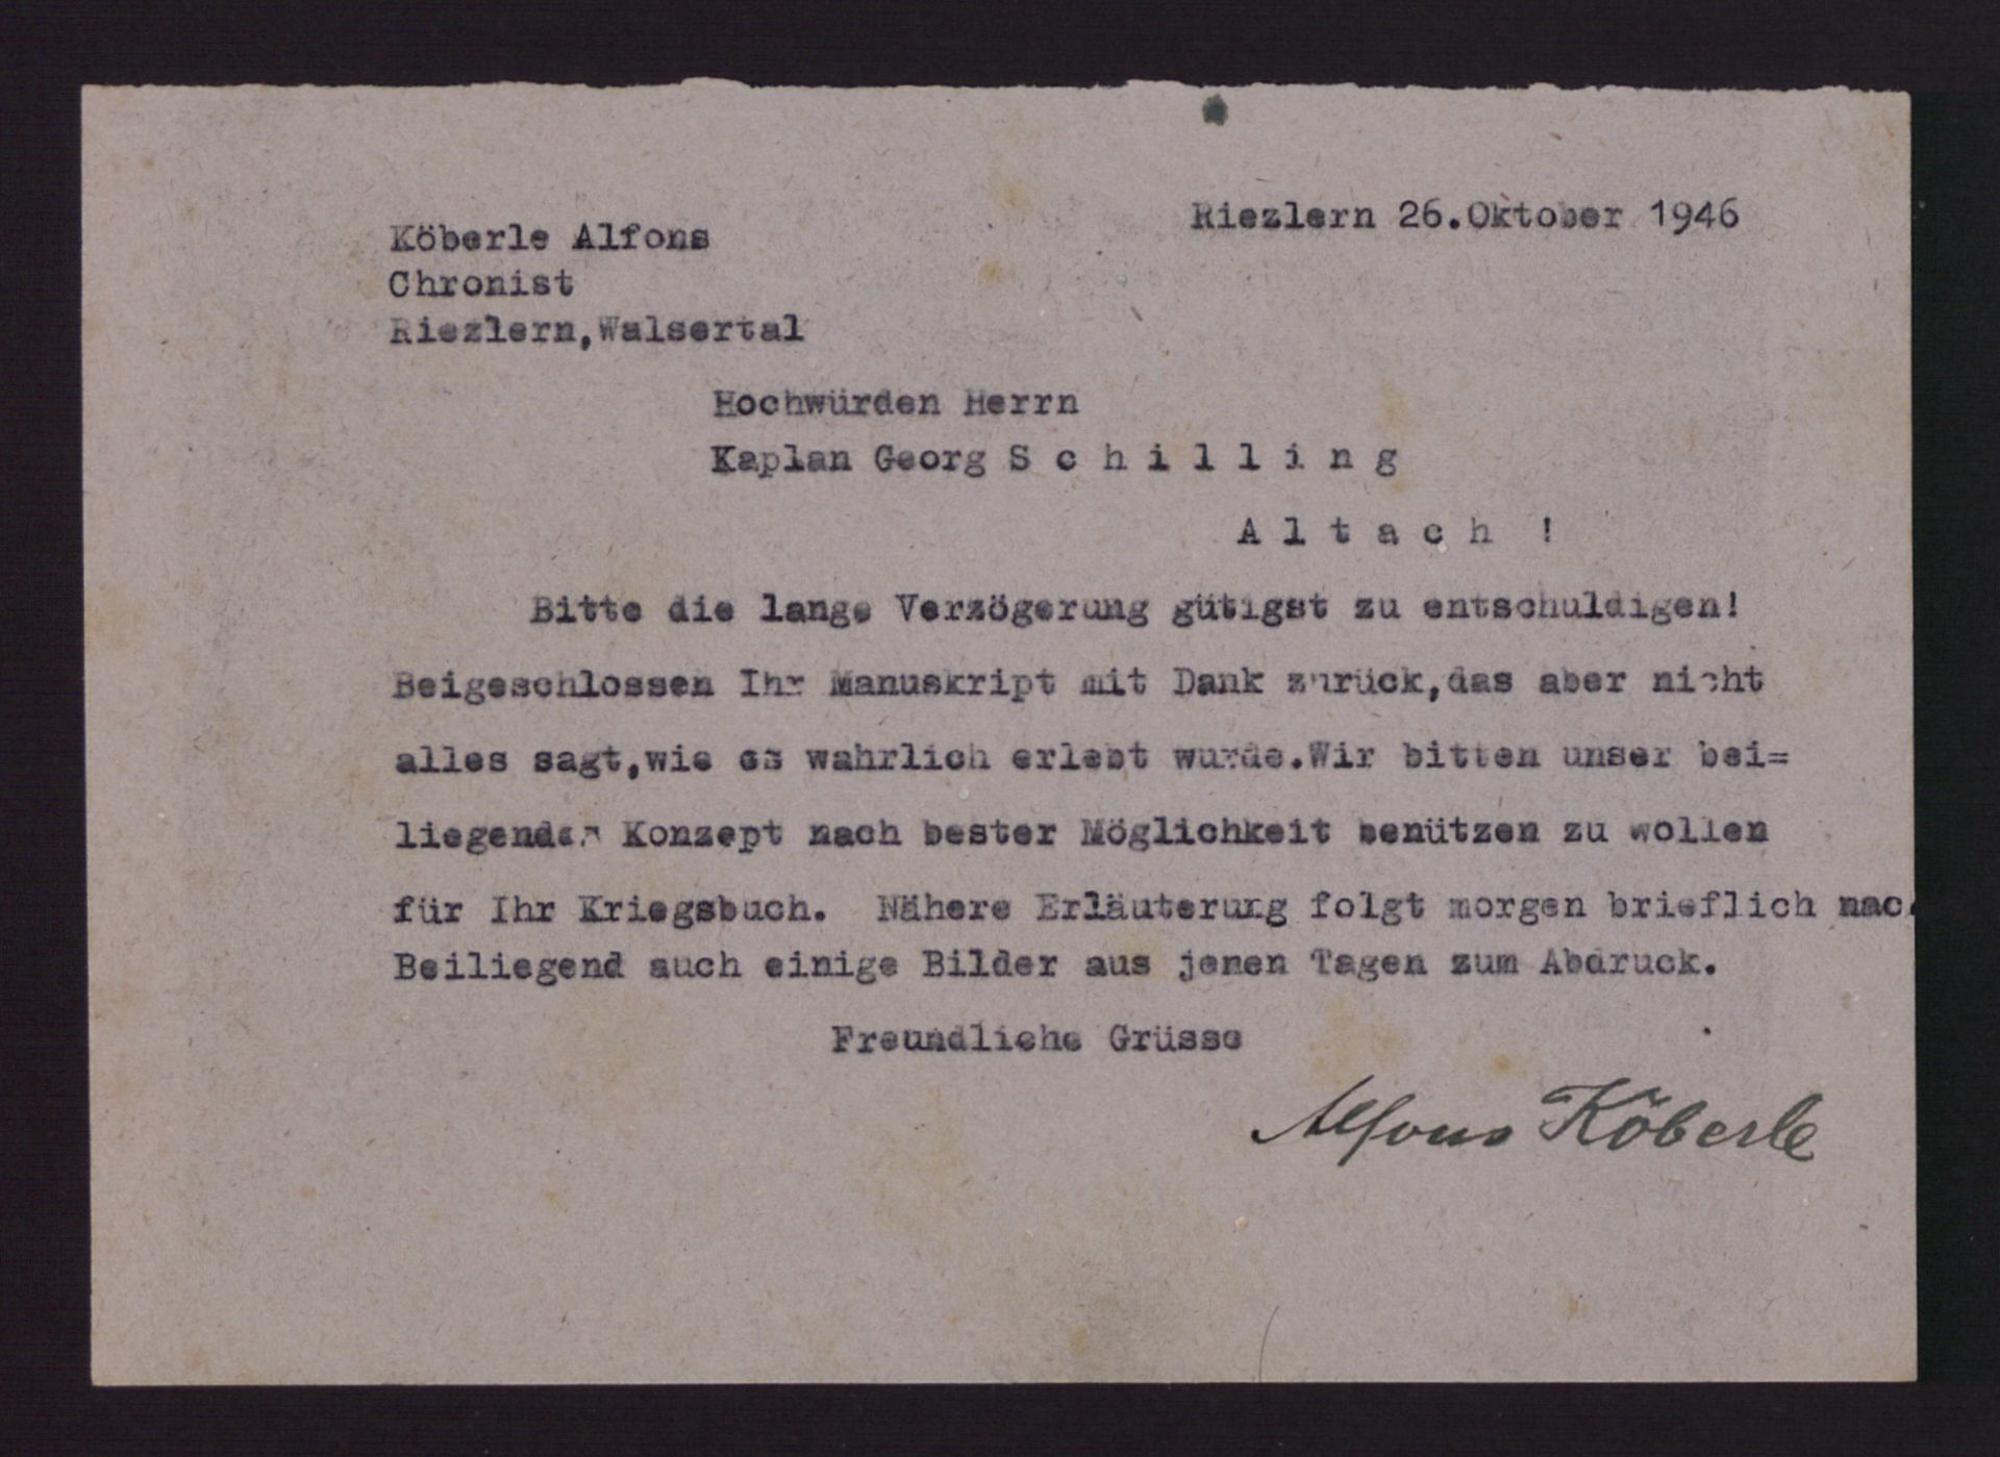 Riezlern 26.Oktober 1946
Köberle Alfons
Chronist
Riezlern,Walsertal
Hochwürden Herrn
Kaplan Georg S c h i l l i n g
A l t a c h !
Bitte die lange Verzögerung gütigst zu entschuldigen!
Beigeschlossen Ihr Manuskript mit Dank zurück,das aber nicht
alles sagt,wie es wahrlich erlebt wurde.Wir bitten unser bei=
liegendes Konzept nach bester Möglichkeit benützen zu wollen
für Ihr Kriegsbuch. Nähere Erläuterung folgt morgen brieflich nac
Beiliegend auch einige Bilder aus jenen Tagen zum Abdruck.
Freundliche Grüsse
Alfons Köberle